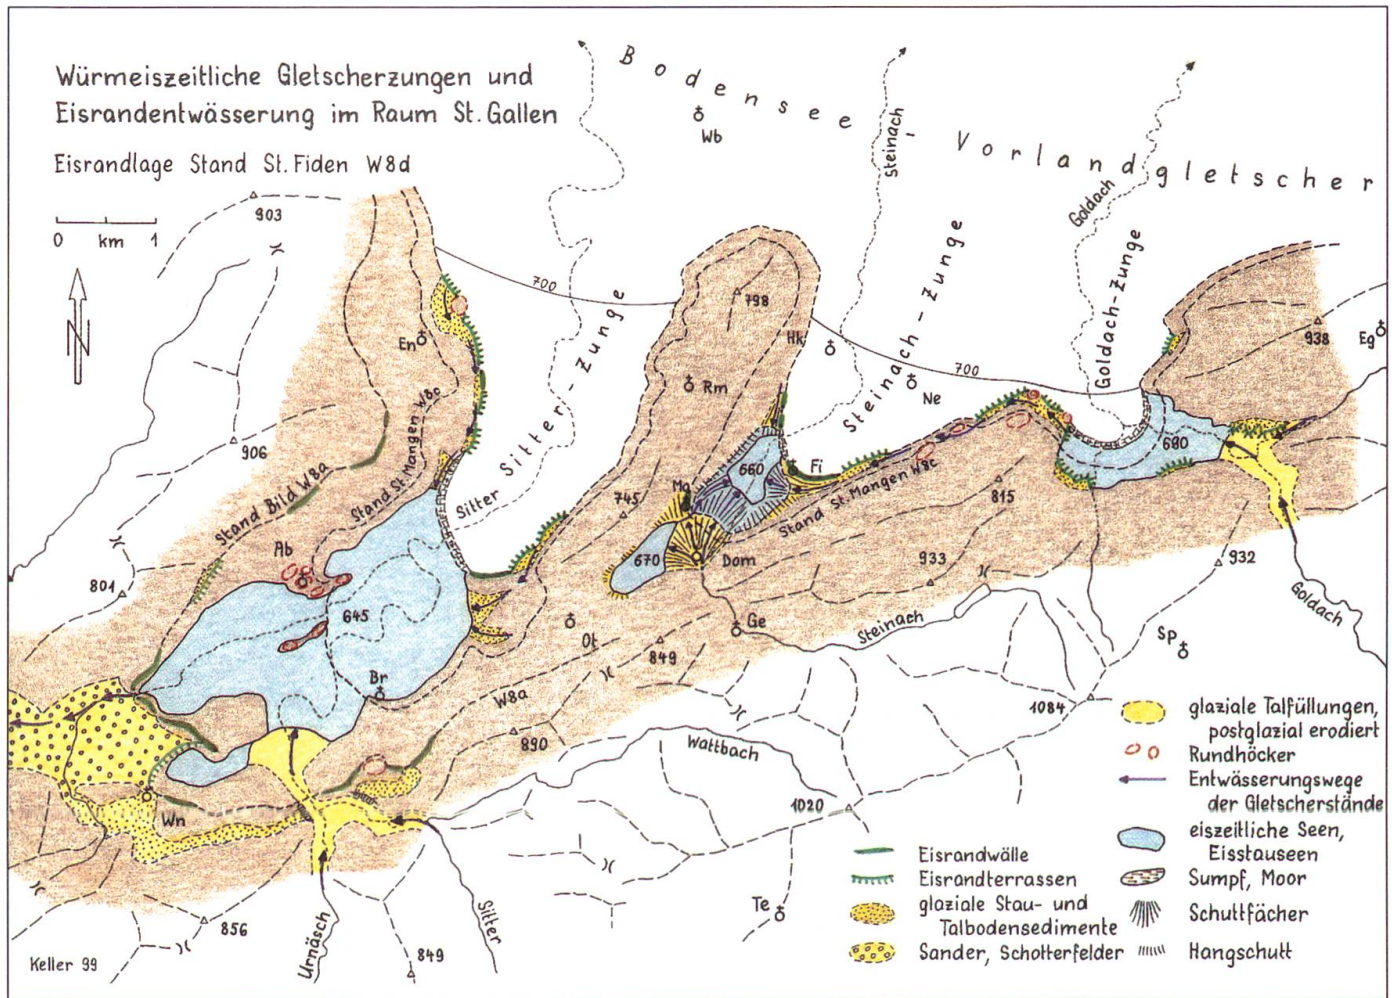 Würmeiszeitliche Gletscherzungen und
Eisrandentwässerung im Raum St. Gallen
Eisrandlage Stand St. Fiden W8d
0 km 1
N
Bodensee - Vorlandgletscher
Wb
Steinach
Goldach
903
700
Sitter - Zunge
Steinach - Zunge
Goldach - Zunge
798
Hk
938
Eg
En
Rm
700
Ne
906
Stand St. Mangen W8c
Stand Bild W8a
Sitter
745
Mg
660
Fi
Stand St. Mangen W8c
815
680
Ab
801
645
670
Dom
933
932
Goldach
Ot
Ge
Steinach
849
Sp
Br
W8a
890
Wattbach
1084
1020
Wn
Te
856
Urnäsch
849
Sitter
Keller 99
glaziale Talfüllungen,
postglazial erodiert
Rundhöcker
Entwässerungswege
der Gletscherstände
eiszeitliche Seen,
Eisstauseen
Sumpf, Moor
Schuttfächer
Hangschutt
Eisrandwälle
Eisrandterrassen
glaziale Stau- und
Talbodensedimente
Sander, Schotterfelder